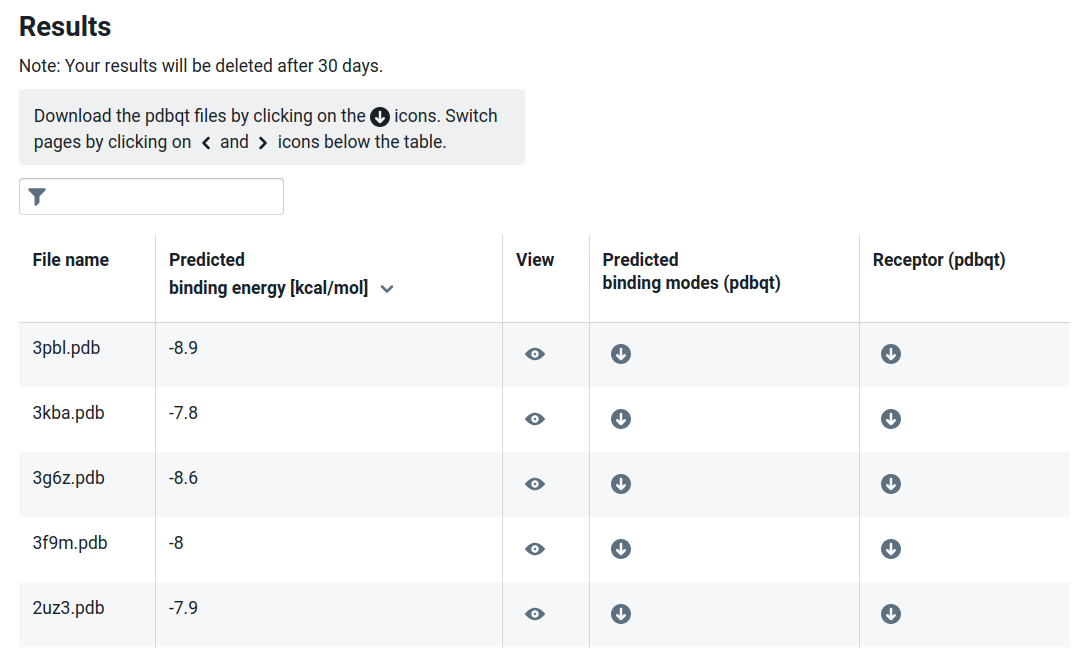 Results
Note: Your results will be deleted after 30 days.
Download the pdbqt files by clicking on the icons. Switch
pages by clicking on < and > icons below the table.
File name Predicted View Predicted Receptor (pdbqt)
binding energy [kcal/mol] binding modes (pdbqt)
3pbl.pdb -8.9
3kba.pdb -7.8
3g6z.pdb -8.6
3f9m.pdb -8
2uz3.pdb -7.9